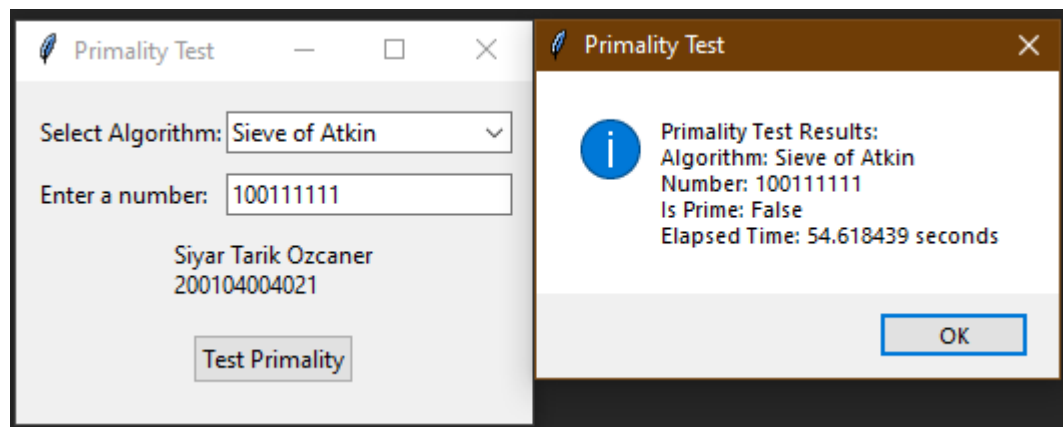 Primality Test
Select Algorithm: Sieve of Atkin
Enter a number: 100111111
Siyar Tarik Ozcaner
200104004021
Test Primality
Primality Test
Primality Test Results:
Algorithm: Sieve of Atkin
Number: 100111111
Is Prime: False
Elapsed Time: 54.618439 seconds
OK